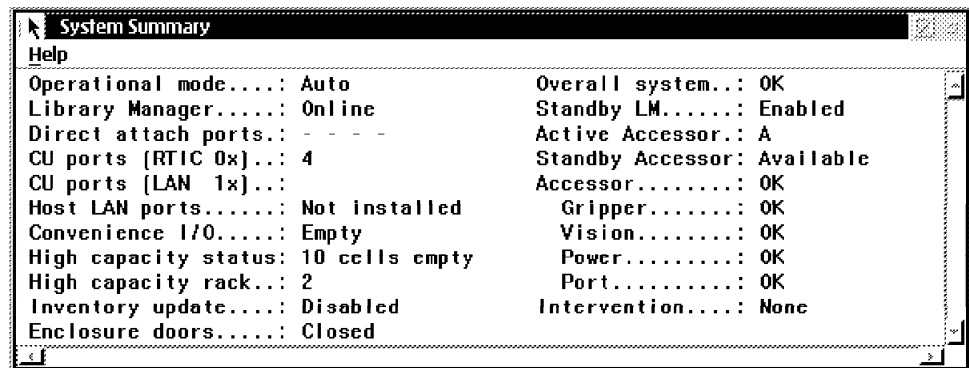 System Summary
Help
Operational mode....: Auto Overall system..: OK
Library Manager.....: Online Standby LM......: Enabled
Direct attach ports.: - - - - Active Accessor.: A
CU ports (RTIC 0x)..: 4 Standby Accessor: Available
CU ports (LAN 1x)..: Accessor........: OK
Host LAN ports......: Not installed Gripper.......: OK
Convenience I/O.....: Empty Vision........: OK
High capacity status: 10 cells empty Power.........: OK
High capacity rack..: 2 Port..........: OK
Inventory update....: Disabled Intervention....: None
Enclosure doors.....: Closed